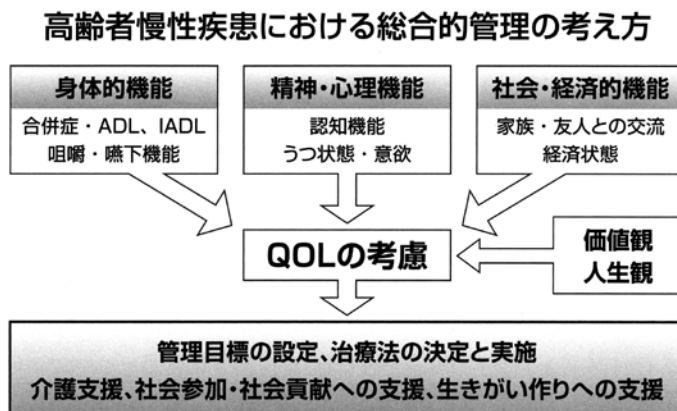 高齢者慢性疾患における総合的管理の考え方
身体的機能
合併症・ADL、IADL
咀嚼・嚥下機能
精神・心理機能
認知機能
うつ状態・意欲
社会・経済的機能
家族・友人との交流
経済状態
QOLの考慮
価値観
人生観
管理目標の設定、治療法の決定と実施
介護支援、社会参加・社会貢献への支援、生きがい作りへの支援